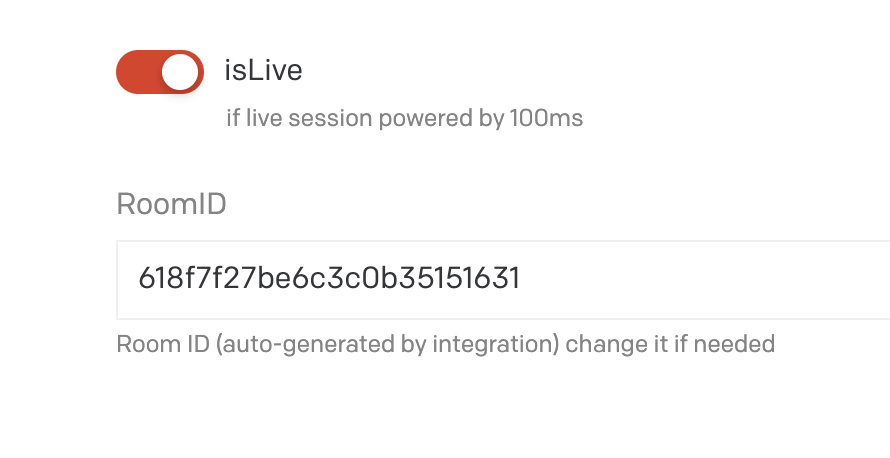 isLive
if live session powered by 100ms
RoomID
618f7f27be6c3c0b35151631
Room ID (auto-generated by integration) change it if needed